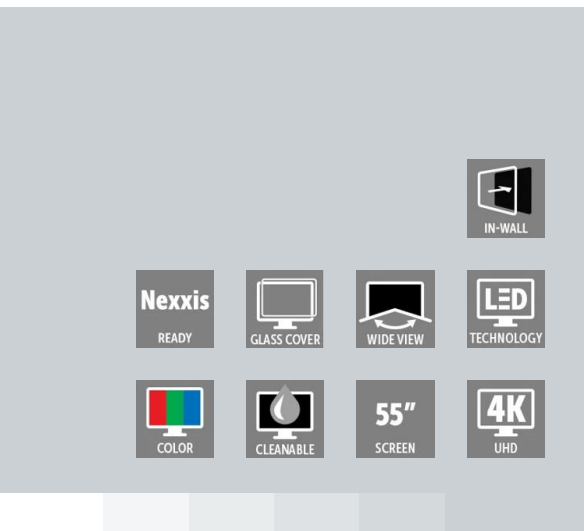 IN-WALL
Nexxis
READY
GLASS COVER
WIDE VIEW
LED
TECHNOLOGY
COLOR
CLEANABLE
55"
SCREEN
4K
UHD